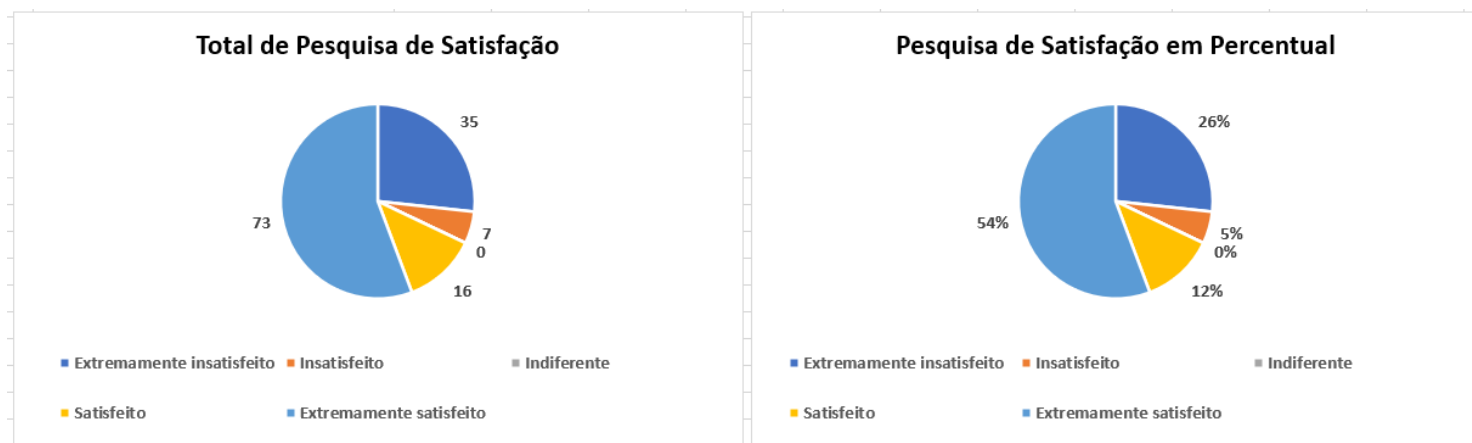 Total de Pesquisa de Satisfação
35
73
7
0
16
Extremamente insatisfeito
Insatisfeito
Indiferente
Satisfeito
Extremamente satisfeito
Pesquisa de Satisfação em Percentual
26%
54%
5%
0%
12%
Extremamente insatisfeito
Insatisfeito
Indiferente
Satisfeito
Extremamente satisfeito